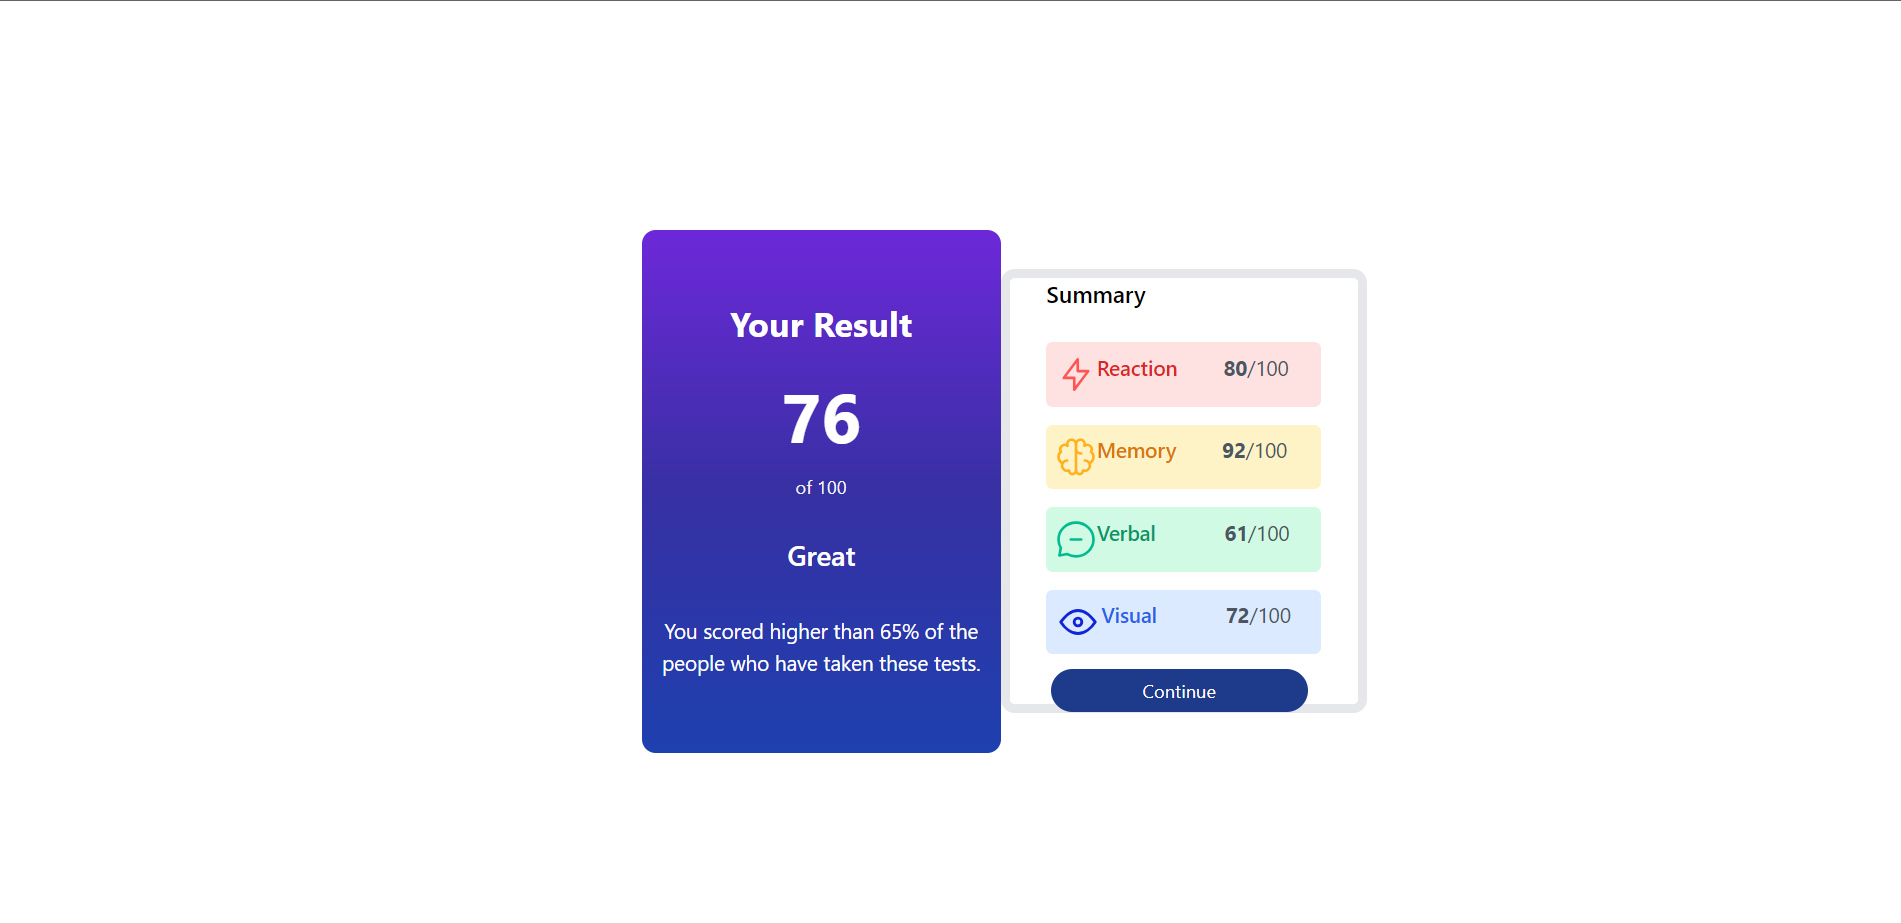 Your Result
76
of 100
Great
You scored higher than 65% of the
people who have taken these tests.
Summary
Reaction 80/100
Memory 92/100
Verbal 61/100
Visual 72/100
Continue